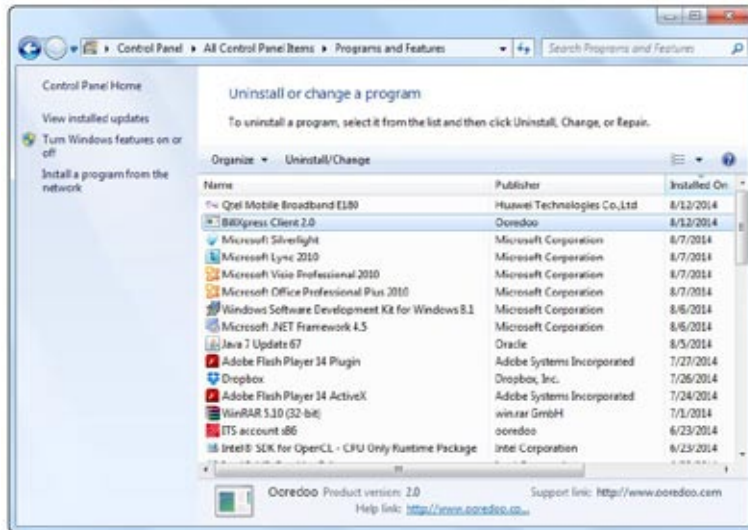 Control Panel ▸ All Control Panel Items ▸ Programs and Features
Search Programs and Features
Control Panel Home
View installed updates
Turn Windows features on or
off
Install a program from the
network
Uninstall or change a program
To uninstall a program, select it from the list and then click Uninstall, Change, or Repair.
Organize Uninstall/Change
Name Publisher Installed On
Qtel Mobile Broadband E180 Huawei Technologies Co.,Ltd 8/12/2014
BillXpress Client 2.0 Ooredoo 8/12/2014
Microsoft Silverlight Microsoft Corporation 8/7/2014
Microsoft Lync 2010 Microsoft Corporation 8/7/2014
Microsoft Visio Professional 2010 Microsoft Corporation 8/7/2014
Microsoft Office Professional Plus 2010 Microsoft Corporation 8/7/2014
Windows Software Development Kit for Windows 8.1 Microsoft Corporation 8/6/2014
Microsoft .NET Framework 4.5 Microsoft Corporation 8/6/2014
Java 7 Update 67 Oracle 8/5/2014
Adobe Flash Player 14 Plugin Adobe Systems Incorporated 7/27/2014
Dropbox Dropbox, Inc. 7/26/2014
Adobe Flash Player 14 ActiveX Adobe Systems Incorporated 7/24/2014
WinRAR 5.10 (32-bit) win.rar GmbH 7/1/2014
ITS account x86 ooredoo 6/23/2014
Intel® SDK for OpenCL - CPU Only Runtime Package Intel Corporation 6/23/2014
Ooredoo Product version: 2.0 Support link: http://www.ooredoo.com
Help link: http://www.ooredoo.co...